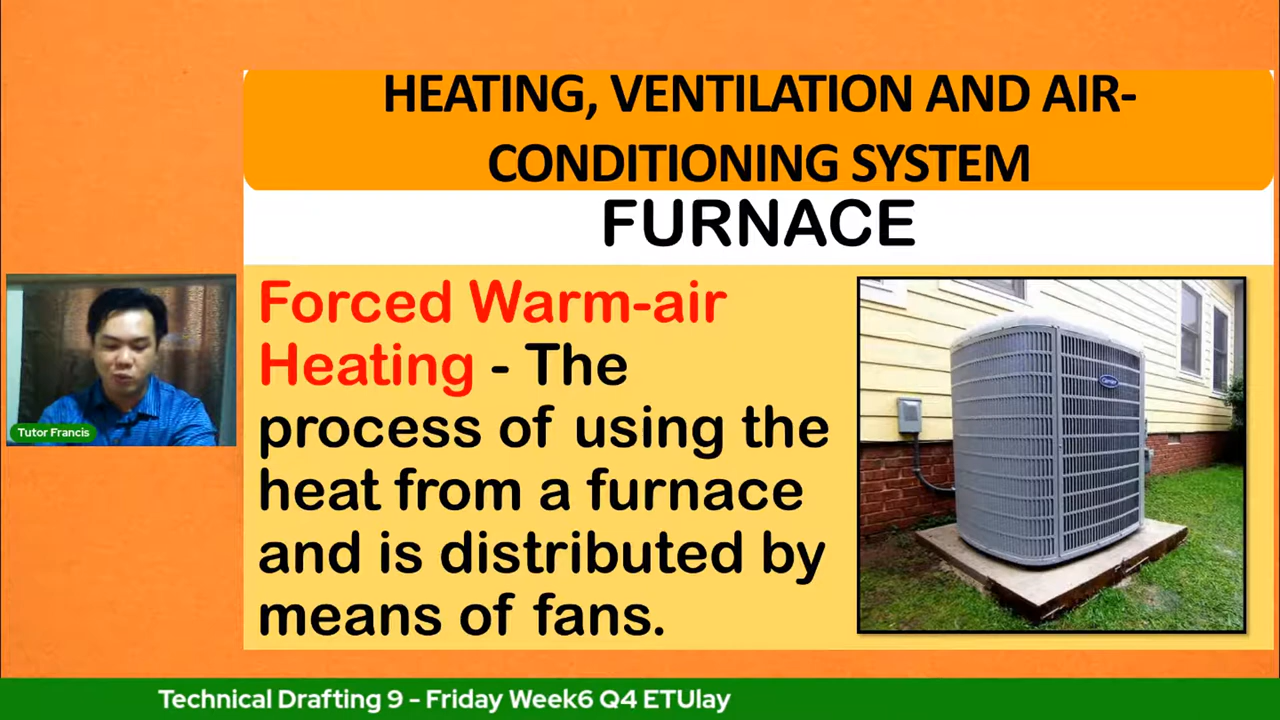 HEATING, VENTILATION AND AIR-
CONDITIONING SYSTEM
FURNACE
Forced Warm-air
Heating - The
process of using the
heat from a furnace
and is distributed by
means of fans.
Carrier
Tutor Francis
Technical Drafting 9 - Friday Week6 Q4 ETUlay